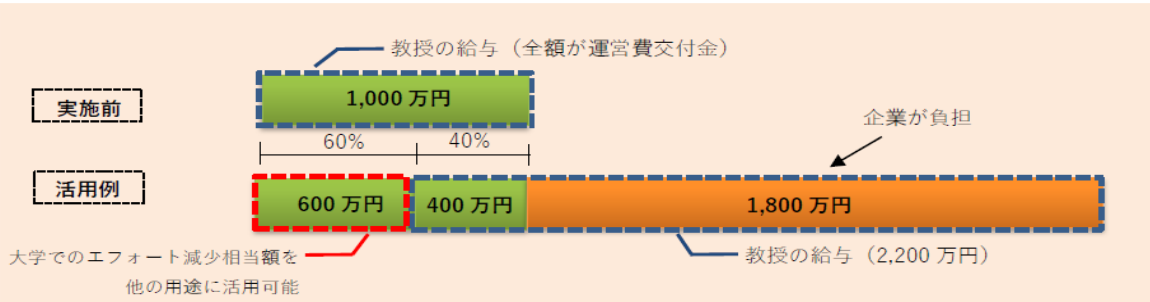 教授の給与（全額が運営費交付金）
実施前
1,000 万円
企業が負担
60%
40%
活用例
600 万円
400 万円
1,800 万円
大学でのエフォート減少相当額を
他の用途に活用可能
教授の給与（2,200 万円）